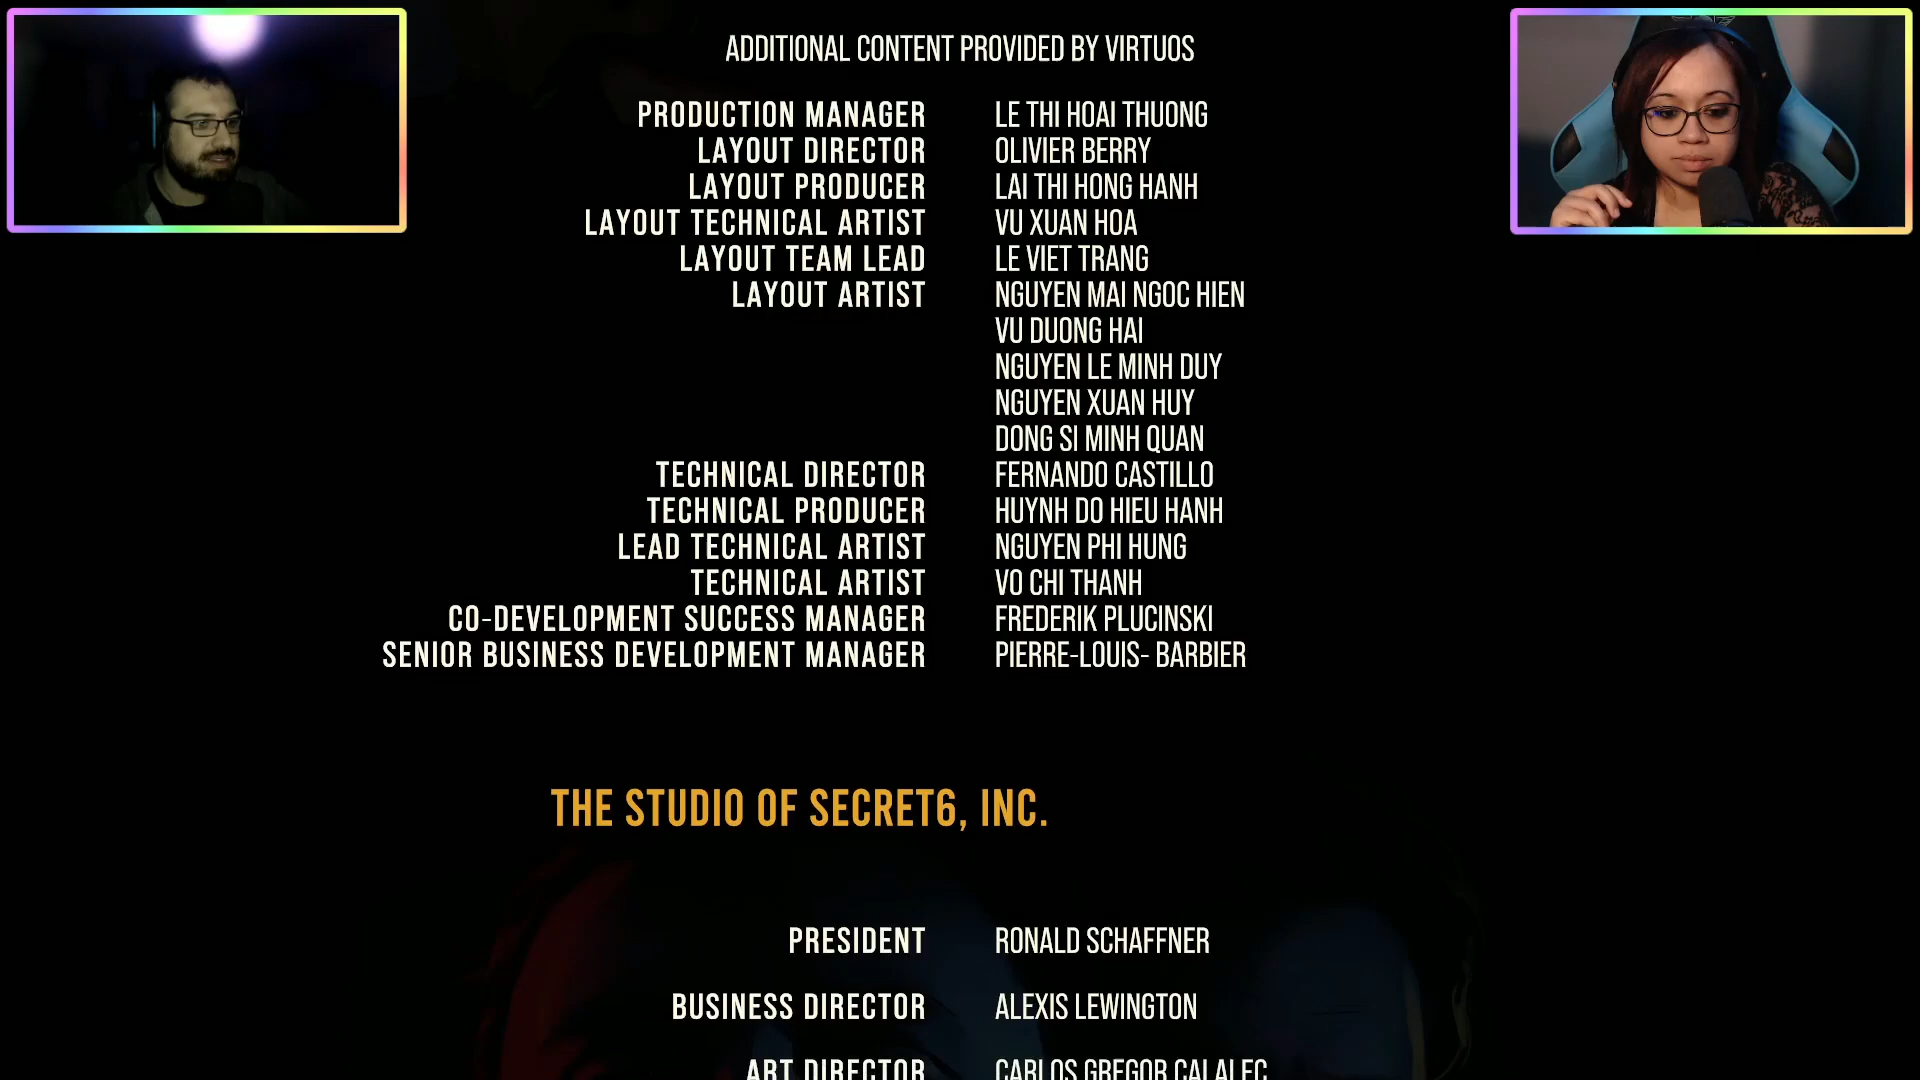 ADDITIONAL CONTENT PROVIDED BY VIRTUOS
PRODUCTION MANAGER LE THI HOAI THUONG
LAYOUT DIRECTOR OLIVIER BERRY
LAYOUT PRODUCER LAI THI HONG HANH
LAYOUT TECHNICAL ARTIST VU XUAN HOA
LAYOUT TEAM LEAD LE VIET TRANG
LAYOUT ARTIST NGUYEN MAI NGOC HIEN
VU DUONG HAI
NGUYEN LE MINH DUY
NGUYEN XUAN HUY
DONG SI MINH QUAN
TECHNICAL DIRECTOR FERNANDO CASTILLO
TECHNICAL PRODUCER HUYNH DO HIEU HANH
LEAD TECHNICAL ARTIST NGUYEN PHI HUNG
TECHNICAL ARTIST VO CHI THANH
CO-DEVELOPMENT SUCCESS MANAGER FREDERIK PLUCINSKI
SENIOR BUSINESS DEVELOPMENT MANAGER PIERRE-LOUIS- BARBIER
THE STUDIO OF SECRET6, INC.
PRESIDENT RONALD SCHAFFNER
BUSINESS DIRECTOR ALEXIS LEWINGTON
ART DIRECTOR CARLOS GREGOR CALALEC